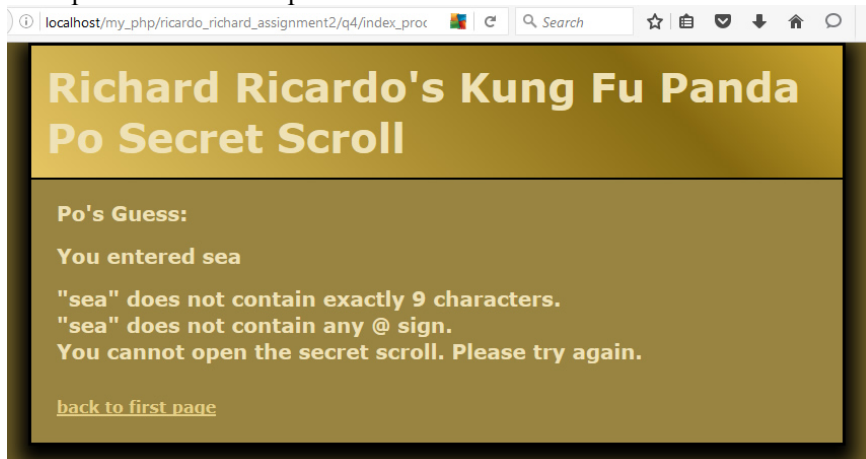 localhost/my_php/ricardo_richard_assignment2/q4/index_proc
Search
Richard Ricardo's Kung Fu Panda
Po Secret Scroll
Po's Guess:
You entered sea
"sea" does not contain exactly 9 characters.
"sea" does not contain any @ sign.
You cannot open the secret scroll. Please try again.
back to first page